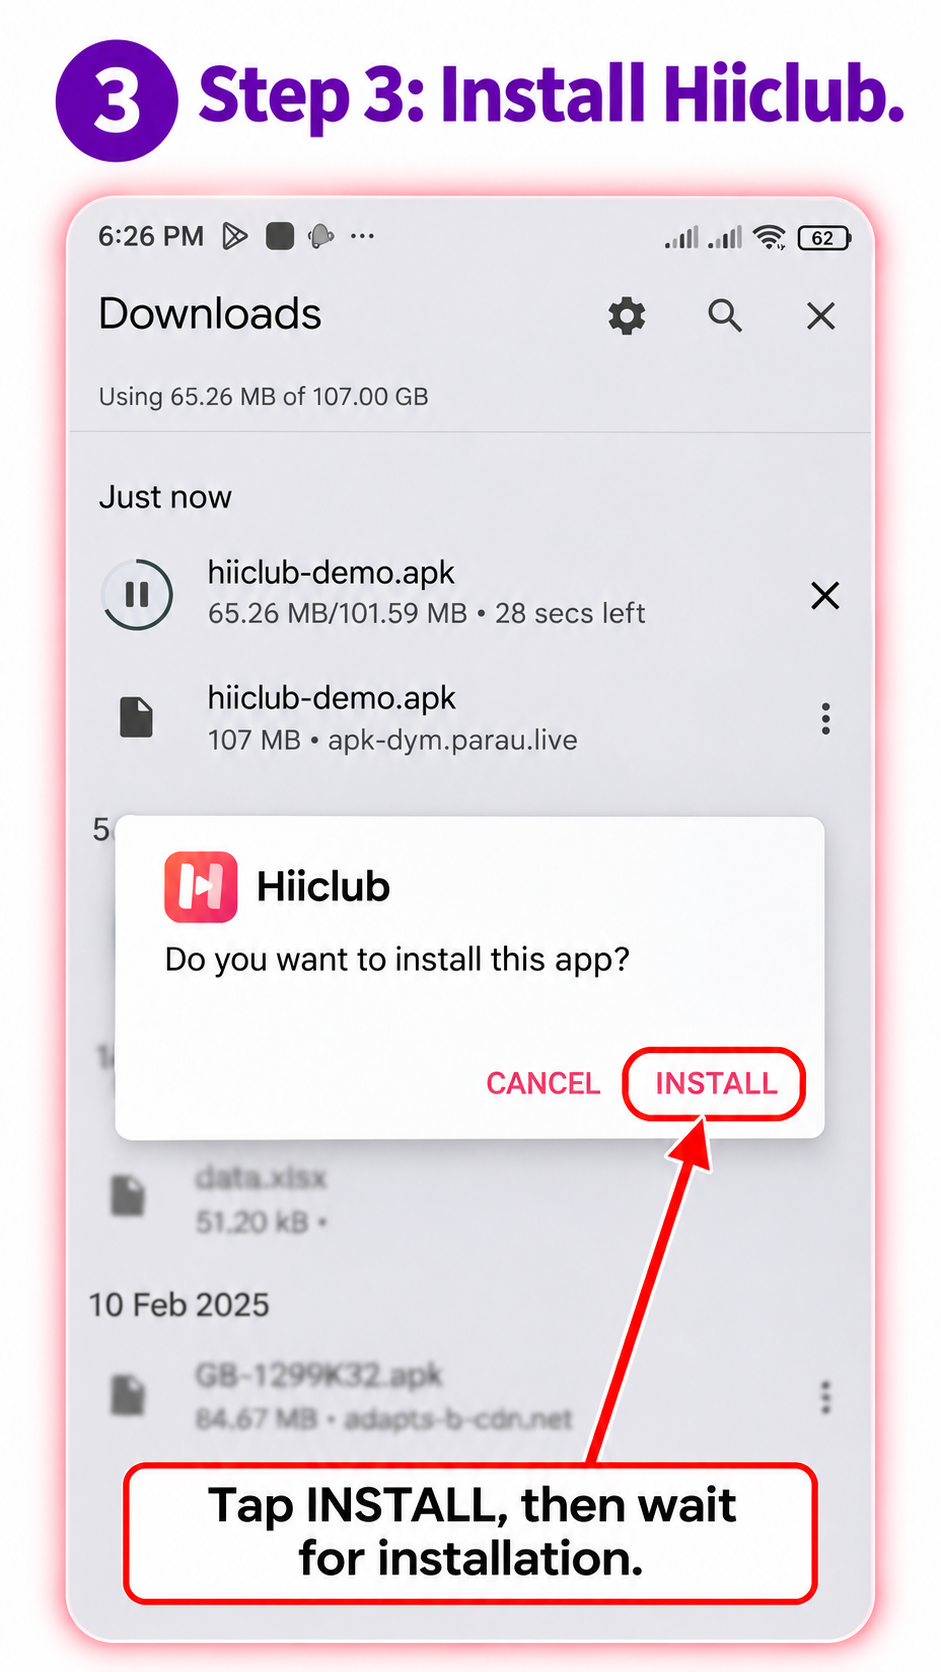 3
Step 3: Install Hiiclub.
6:26 PM
62
Downloads
Using 65.26 MB of 107.00 GB
Just now
hiiclub-demo.apk
65.26 MB/101.59 MB • 28 secs left
hiiclub-demo.apk
107 MB • apk-dym.parau.live
5
Hiiclub
Do you want to install this app?
CANCEL
INSTALL
data.xlsx
51.20 kB •
10 Feb 2025
GB-1299K32.apk
84.67 MB • adapts-b-cdn.net
Tap INSTALL, then wait
for installation.